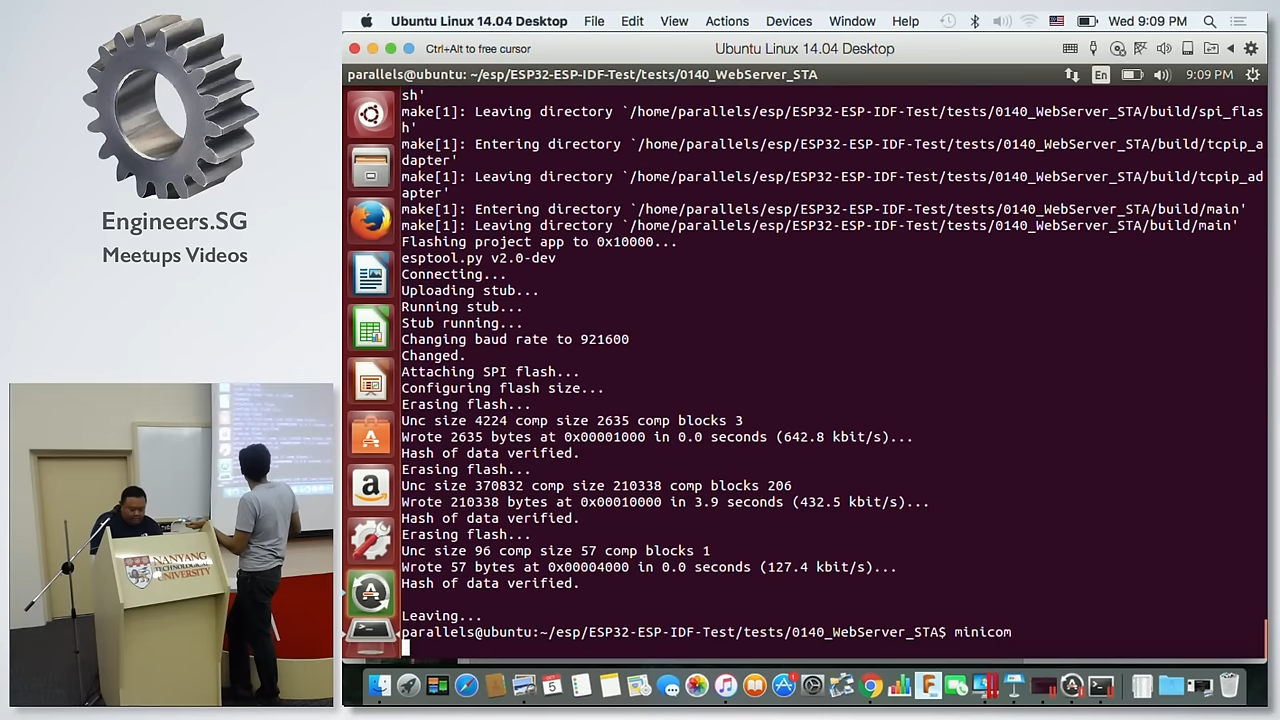 Engineers.SG
Meetups Videos
NANYANG
TECHNOLOGICAL
UNIVERSITY
Ubuntu Linux 14.04 Desktop File Edit View Actions Devices Window Help Wed 9:09 PM
Ctrl+Alt to free cursor Ubuntu Linux 14.04 Desktop
parallels@ubuntu: ~/esp/ESP32-ESP-IDF-Test/tests/0140_WebServer_STA En 9:09 PM
sh'
make[1]: Leaving directory `/home/parallels/esp/ESP32-ESP-IDF-Test/tests/0140_WebServer_STA/build/spi_flas
h'
make[1]: Entering directory `/home/parallels/esp/ESP32-ESP-IDF-Test/tests/0140_WebServer_STA/build/tcpip_a
dapter'
make[1]: Leaving directory `/home/parallels/esp/ESP32-ESP-IDF-Test/tests/0140_WebServer_STA/build/tcpip_ad
apter'
make[1]: Entering directory `/home/parallels/esp/ESP32-ESP-IDF-Test/tests/0140_WebServer_STA/build/main'
make[1]: Leaving directory `/home/parallels/esp/ESP32-ESP-IDF-Test/tests/0140_WebServer_STA/build/main'
Flashing project app to 0x10000...
esptool.py v2.0-dev
Connecting...
Uploading stub...
Running stub...
Stub running...
Changing baud rate to 921600
Changed.
Attaching SPI flash...
Configuring flash size...
Erasing flash...
Unc size 4224 comp size 2635 comp blocks 3
Wrote 2635 bytes at 0x00001000 in 0.0 seconds (642.8 kbit/s)...
Hash of data verified.
Erasing flash...
Unc size 370832 comp size 210338 comp blocks 206
Wrote 210338 bytes at 0x00010000 in 3.9 seconds (432.5 kbit/s)...
Hash of data verified.
Erasing flash...
Unc size 96 comp size 57 comp blocks 1
Wrote 57 bytes at 0x00004000 in 0.0 seconds (127.4 kbit/s)...
Hash of data verified.
Leaving...
parallels@ubuntu:~/esp/ESP32-ESP-IDF-Test/tests/0140_WebServer_STA$ minicom